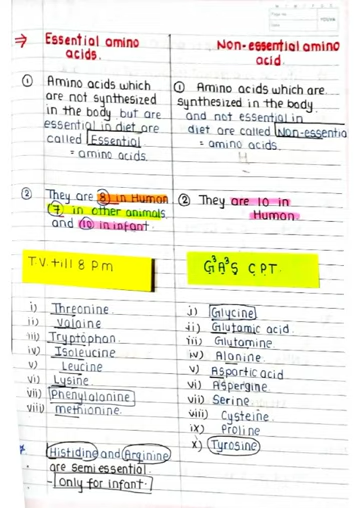 ⇒ Essential amino acids.
① Amino acids which are not synthesized in the body but are essential in diet are called Essential = amino acids
② They are 8) in Human
7) in other animals
and 10 in infant.
T.V. till 8 Pm
i) Threonine
ii) Valaine
iii) Tryptophan
iv) Isoleucine
v) Leucine
vi) Lysine
vii) Phenylalanine
viii) methionine.
* Histidine and Arginine
are semiessential.
- only for infant.
Non-essential amino
acid.
① Amino acids which are
synthesized in the body
and not essential in
diet are called Non-essentia
= amino acids.
② They are 10 in
Human
G³A³S C.P.T.
i) Glycine
ii) Glutamic acid.
iii) Glutamine
iv) Alanine
v) Asportic acid
vi) Aspergine
vii) Serine.
viii) Cysteine.
ix) Proline
x) Tyrosine